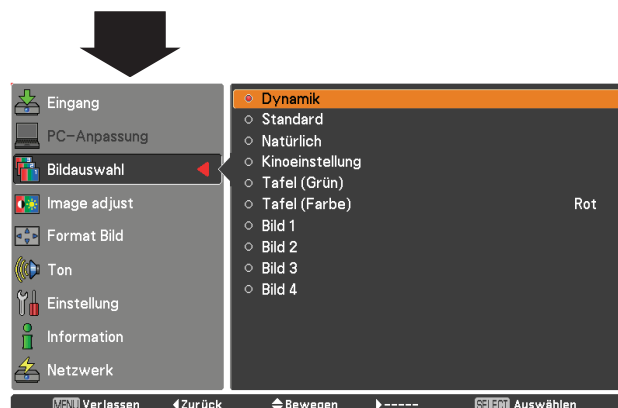 Eingang
PC-Anpassung
Bildauswahl
Image adjust
Format Bild
Ton
Einstellung
Information
Netzwerk
Dynamik
Standard
Natürlich
Kinoeinstellung
Tafel (Grün)
Tafel (Farbe) Rot
Bild 1
Bild 2
Bild 3
Bild 4
MENU Verlassen Zurück Bewegen ----- SELECT Auswählen